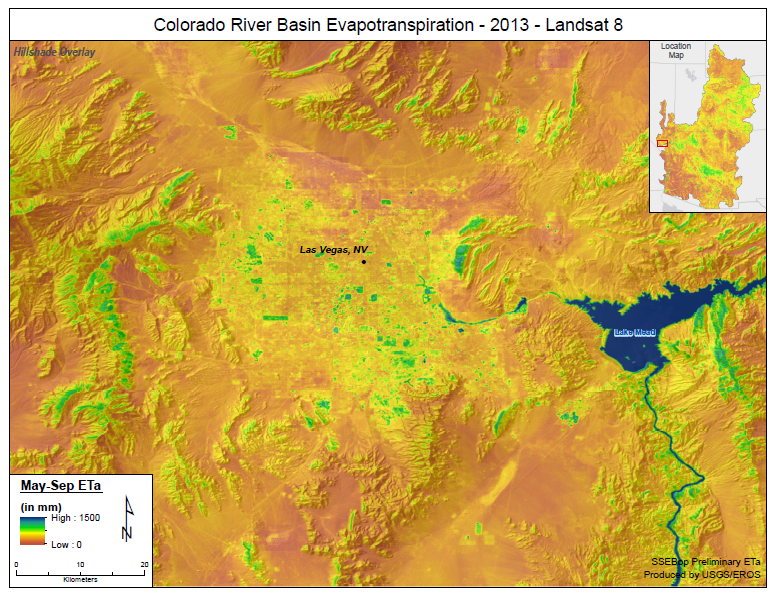 Colorado River Basin Evapotranspiration - 2013 - Landsat 8
Hillshade Overlay
Location
Map
Las Vegas, NV
Lake Mead
May-Sep ETa
(in mm)
High : 1500
Low : 0
N
0 10 20
Kilometers
SSEBop Preliminary ETa
Produced by USGS/EROS